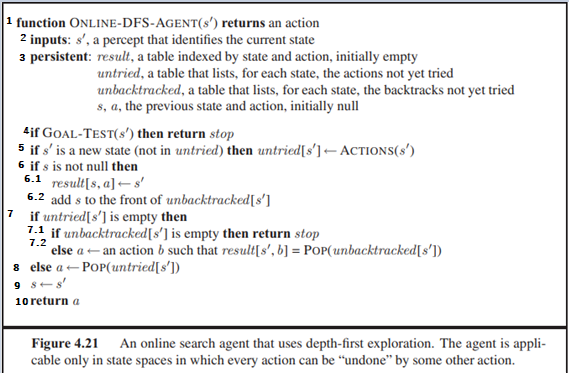 1 function ONLINE-DFS-AGENT(s′) returns an action
2 inputs: s′, a percept that identifies the current state
3 persistent: result, a table indexed by state and action, initially empty
untried, a table that lists, for each state, the actions not yet tried
unbacktracked, a table that lists, for each state, the backtracks not yet tried
s, a, the previous state and action, initially null
4 if GOAL-TEST(s′) then return stop
5 if s′ is a new state (not in untried) then untried[s′] ← ACTIONS(s′)
6 if s is not null then
6.1 result[s, a] ← s′
6.2 add s to the front of unbacktracked[s′]
7 if untried[s′] is empty then
7.1 if unbacktracked[s′] is empty then return stop
7.2 else a ← an action b such that result[s′, b] = POP(unbacktracked[s′])
8 else a ← POP(untried[s′])
9 s ← s′
10 return a
Figure 4.21 An online search agent that uses depth-first exploration. The agent is appli-
cable only in state spaces in which every action can be “undone” by some other action.